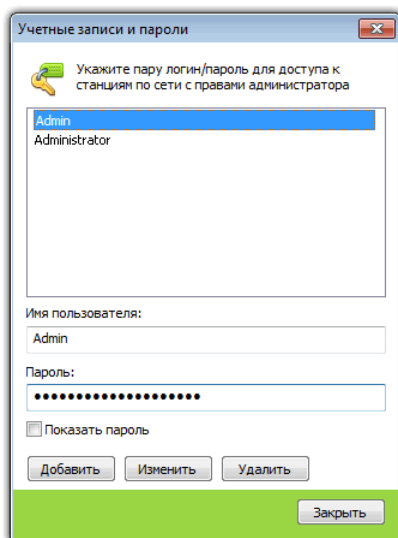 Учетные записи и пароли
Укажите пару логин/пароль для доступа к
станциям по сети с правами администратора
Admin
Administrator
Имя пользователя:
Admin
Пароль:
••••••••••••••••••••
Показать пароль
Добавить Изменить Удалить
Закрыть